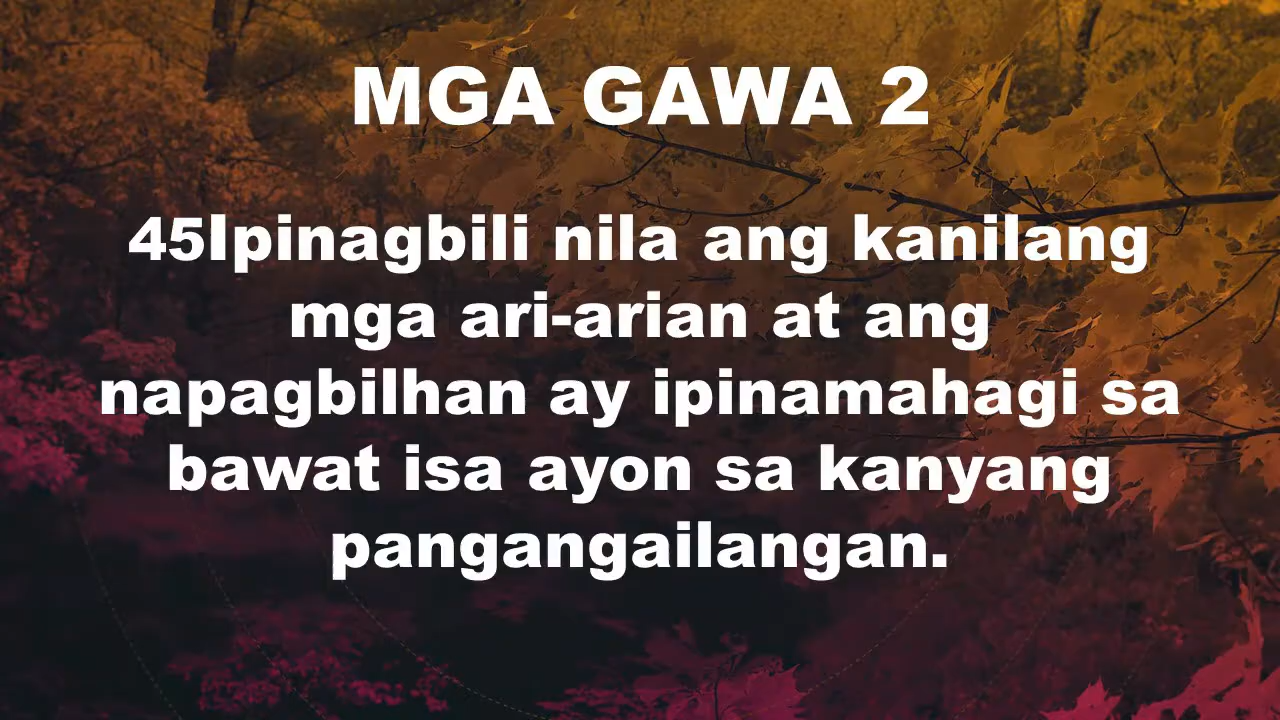 MGA GAWA 2
45Ipinagbili nila ang kanilang
mga ari-arian at ang
napagbilhan ay ipinamahagi sa
bawat isa ayon sa kanyang
pangangailangan.